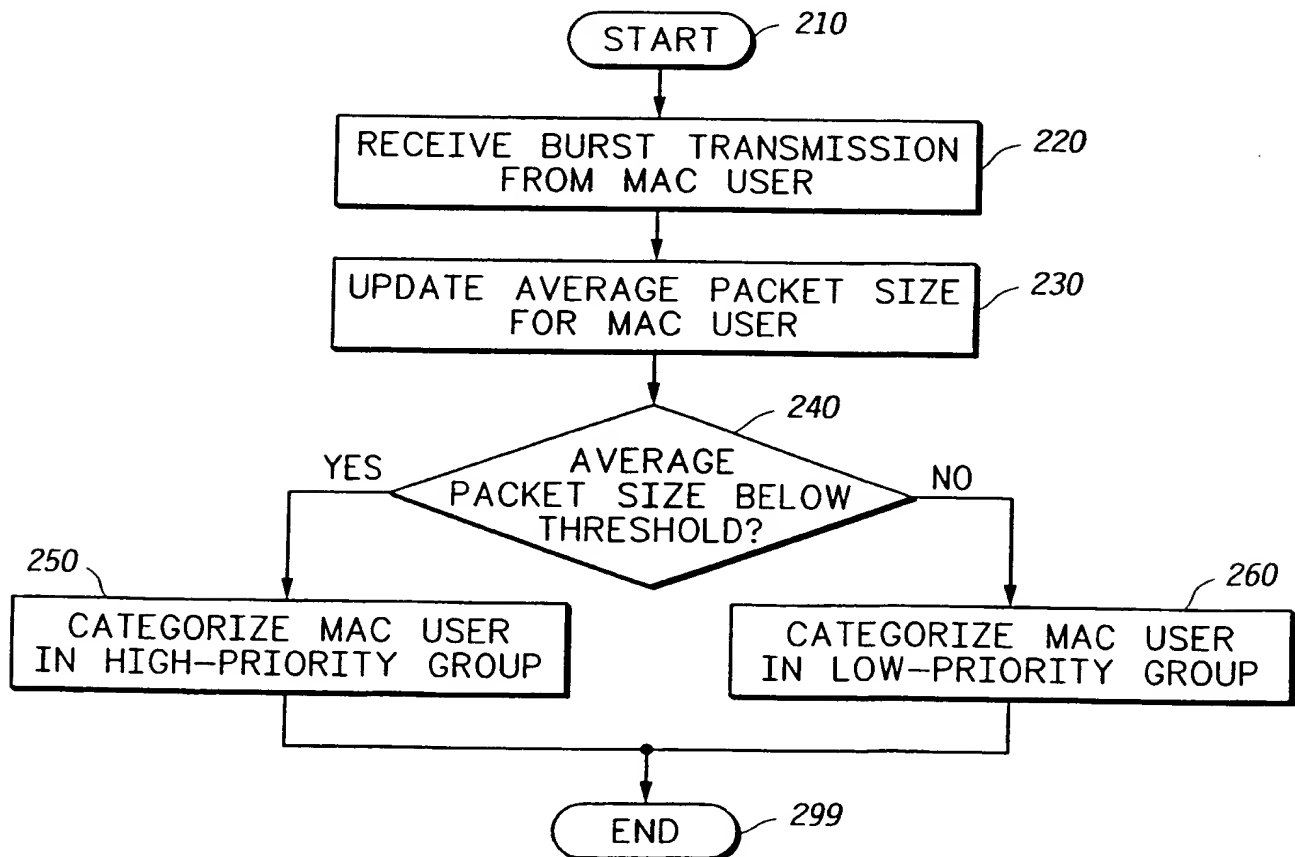 START
210
RECEIVE BURST TRANSMISSION
FROM MAC USER
220
UPDATE AVERAGE PACKET SIZE
FOR MAC USER
230
240
AVERAGE
PACKET SIZE BELOW
THRESHOLD?
YES
NO
250
CATEGORIZE MAC USER
IN HIGH-PRIORITY GROUP
260
CATEGORIZE MAC USER
IN LOW-PRIORITY GROUP
END
299